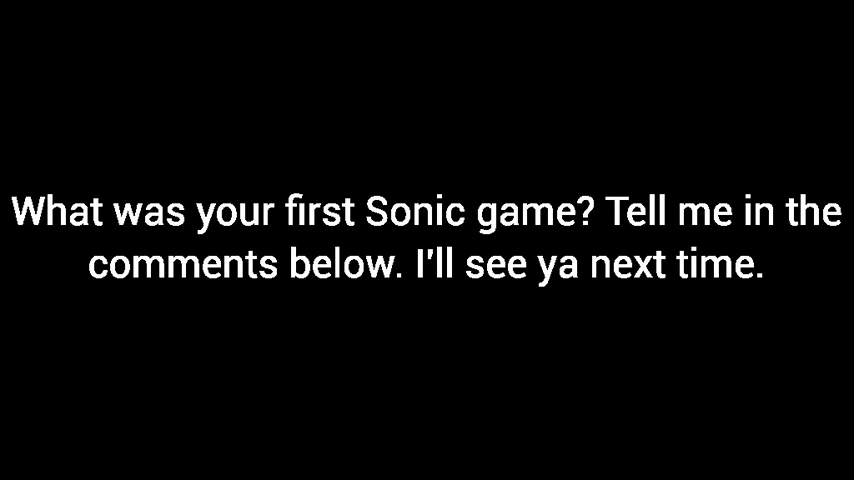 What was your first Sonic game? Tell me in the
comments below. I'll see ya next time.